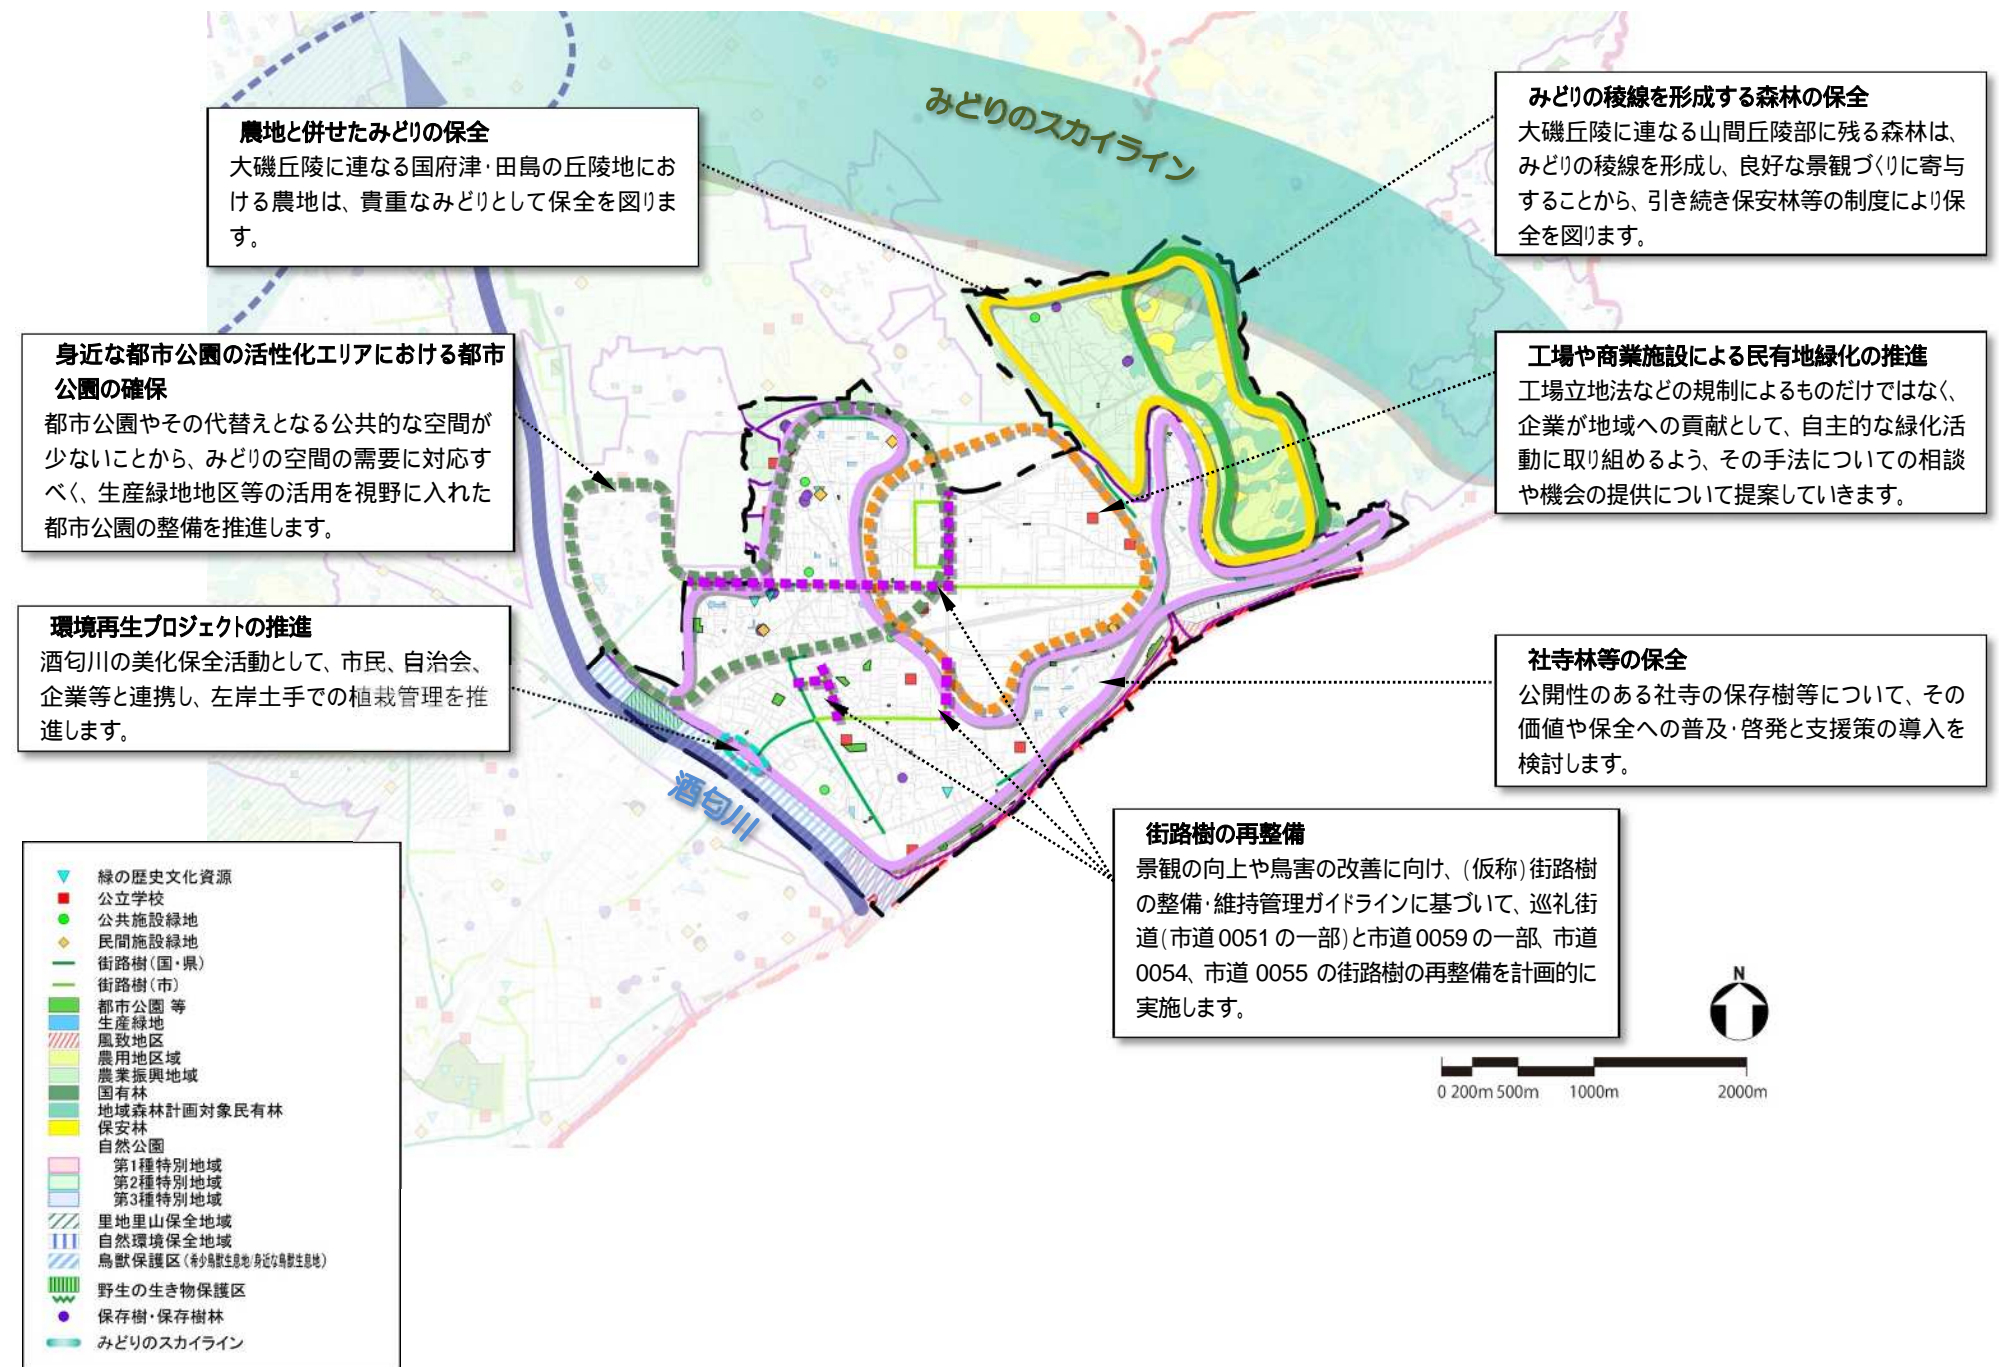 みどりのスカイライン
農地と併せたみどりの保全
大磯丘陵に連なる国府津・田島の丘陵地にお
ける農地は、貴重なみどりとして保全を図りま
す。
みどりの稜線を形成する森林の保全
大磯丘陵に連なる山間丘陵部に残る森林は、
みどりの稜線を形成し、良好な景観づくりに寄与
することから、引き続き保安林等の制度により保
全を図ります。
身近な都市公園の活性化エリアにおける都市
公園の確保
都市公園やその代替えとなる公共的な空間が
少ないことから、みどりの空間の需要に対応す
べく、生産緑地地区等の活用を視野に入れた
都市公園の整備を推進します。
工場や商業施設による民有地緑化の推進
工場立地法などの規制によるものだけではなく、
企業が地域への貢献として、自主的な緑化活
動に取り組めるよう、その手法についての相談
や機会の提供について提案していきます。
環境再生プロジェクトの推進
酒匂川の美化保全活動として、市民、自治会、
企業等と連携し、左岸土手での植栽管理を推
進します。
社寺林等の保全
公開性のある社寺の保存樹等について、その
価値や保全への普及・啓発と支援策の導入を
検討します。
酒匂川
街路樹の再整備
景観の向上や鳥害の改善に向け、(仮称)街路樹
の整備・維持管理ガイドラインに基づいて、巡礼街
道(市道0051の一部)と市道0059の一部、市道
0054、市道 0055 の街路樹の再整備を計画的に
実施します。
緑の歴史文化資源
公立学校
公共施設緑地
民間施設緑地
街路樹(国・県)
街路樹(市)
都市公園 等
生産緑地
風致地区
農用地区域
農業振興地域
国有林
地域森林計画対象民有林
保安林
自然公園
第1種特別地域
第2種特別地域
第3種特別地域
里地里山保全地域
自然環境保全地域
鳥獣保護区(希少鳥獣生息地/身近な鳥獣生息地)
野生の生き物保護区
保存樹・保存樹林
みどりのスカイライン
N
0 200m 500m 1000m 2000m